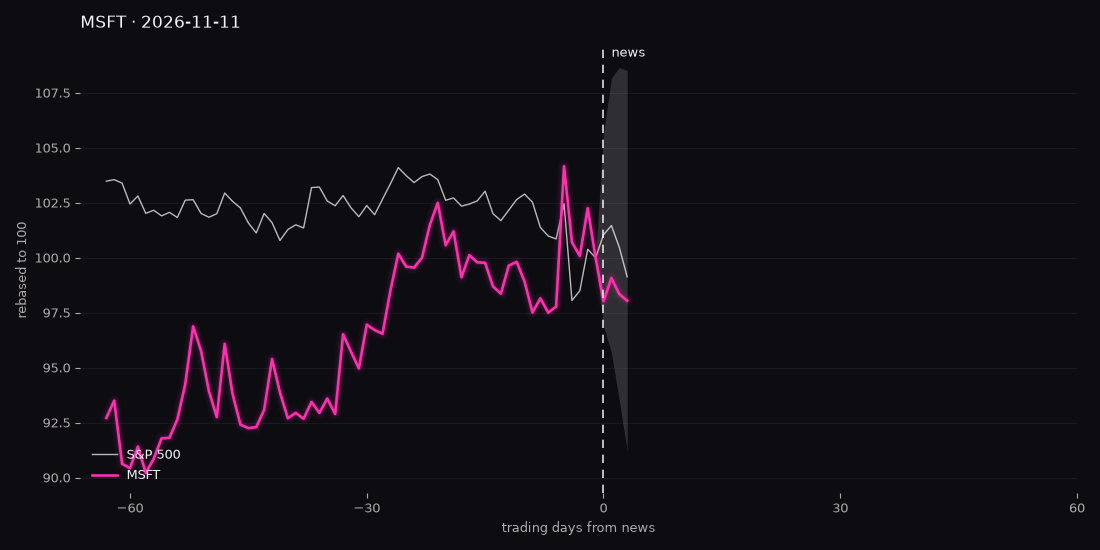 MSFT · 2026-11-11
news
107.5
105.0
102.5
100.0
97.5
95.0
92.5
90.0
rebased to 100
S&P 500
MSFT
−60
−30
0
30
60
trading days from news